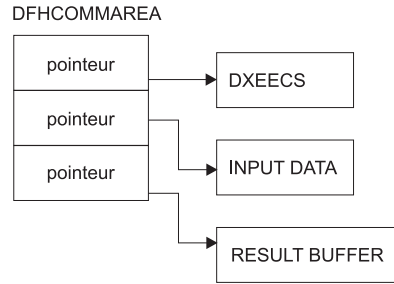 DFHCOMMAREA
pointeur
DXEECS
pointeur
INPUT DATA
pointeur
RESULT BUFFER